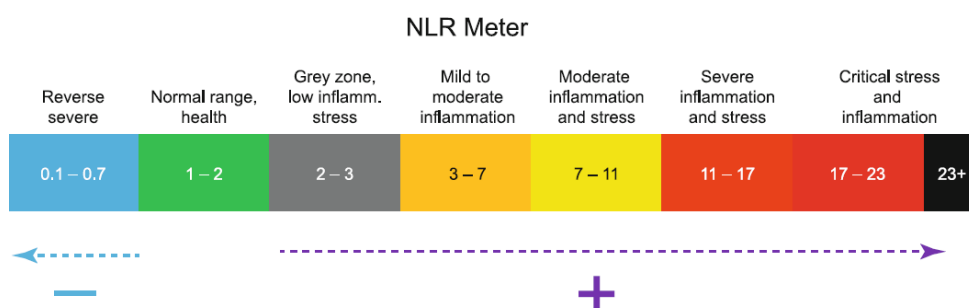 NLR Meter
Reverse
severe
Normal range,
health
Grey zone,
low inflamm.
stress
Mild to
moderate
inflammation
Moderate
inflammation
and stress
Severe
inflammation
and stress
Critical stress
and
inflammation
0.1 – 0.7
1 – 2
2 – 3
3 – 7
7 – 11
11 – 17
17 – 23
23+
–
+